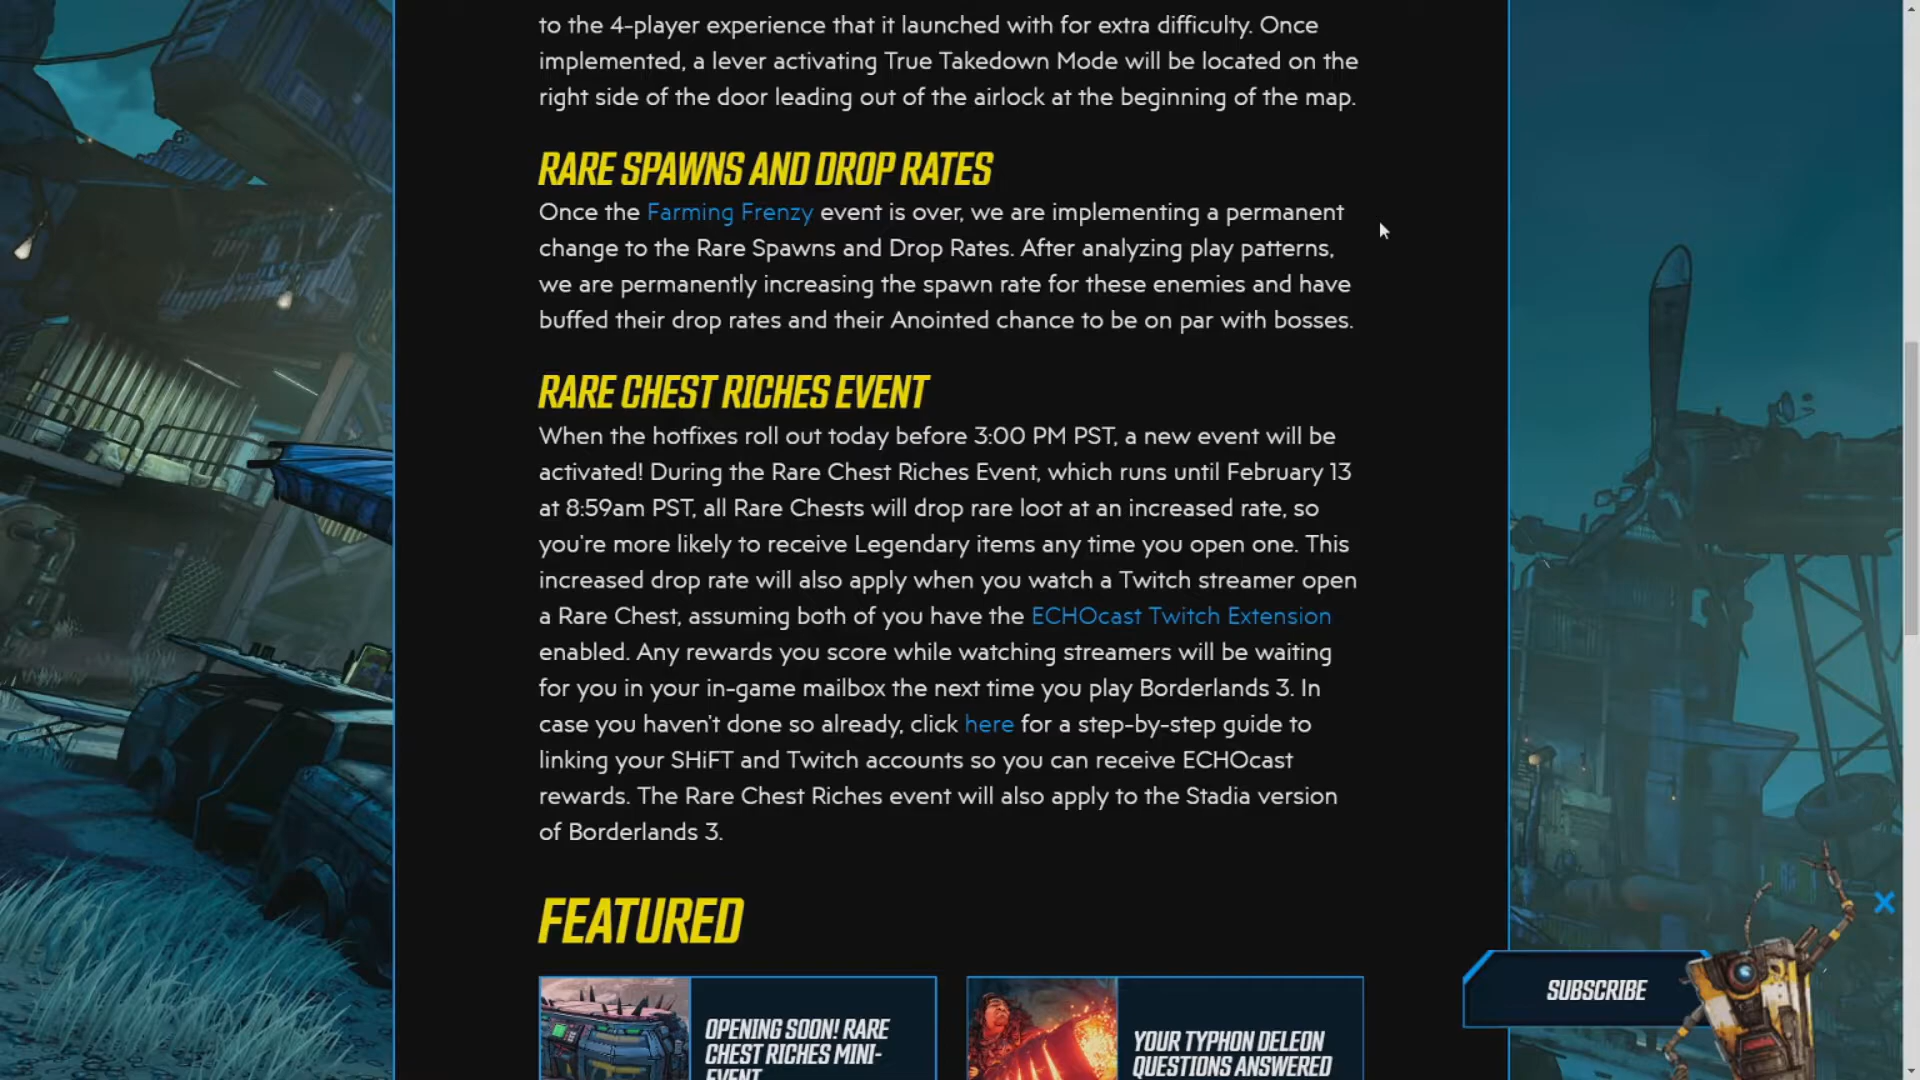 to the 4-player experience that it launched with for extra difficulty. Once
implemented, a lever activating True Takedown Mode will be located on the
right side of the door leading out of the airlock at the beginning of the map.
RARE SPAWNS AND DROP RATES
Once the Farming Frenzy event is over, we are implementing a permanent
change to the Rare Spawns and Drop Rates. After analyzing play patterns,
we are permanently increasing the spawn rate for these enemies and have
buffed their drop rates and their Anointed chance to be on par with bosses.
RARE CHEST RICHES EVENT
When the hotfixes roll out today before 3:00 PM PST, a new event will be
activated! During the Rare Chest Riches Event, which runs until February 13
at 8:59am PST, all Rare Chests will drop rare loot at an increased rate, so
you're more likely to receive Legendary items any time you open one. This
increased drop rate will also apply when you watch a Twitch streamer open
a Rare Chest, assuming both of you have the ECHOcast Twitch Extension
enabled. Any rewards you score while watching streamers will be waiting
for you in your in-game mailbox the next time you play Borderlands 3. In
case you haven't done so already, click here for a step-by-step guide to
linking your SHiFT and Twitch accounts so you can receive ECHOcast
rewards. The Rare Chest Riches event will also apply to the Stadia version
of Borderlands 3.
FEATURED
OPENING SOON! RARE
CHEST RICHES MINI-
EVENT
YOUR TYPHON DELEON
QUESTIONS ANSWERED
SUBSCRIBE